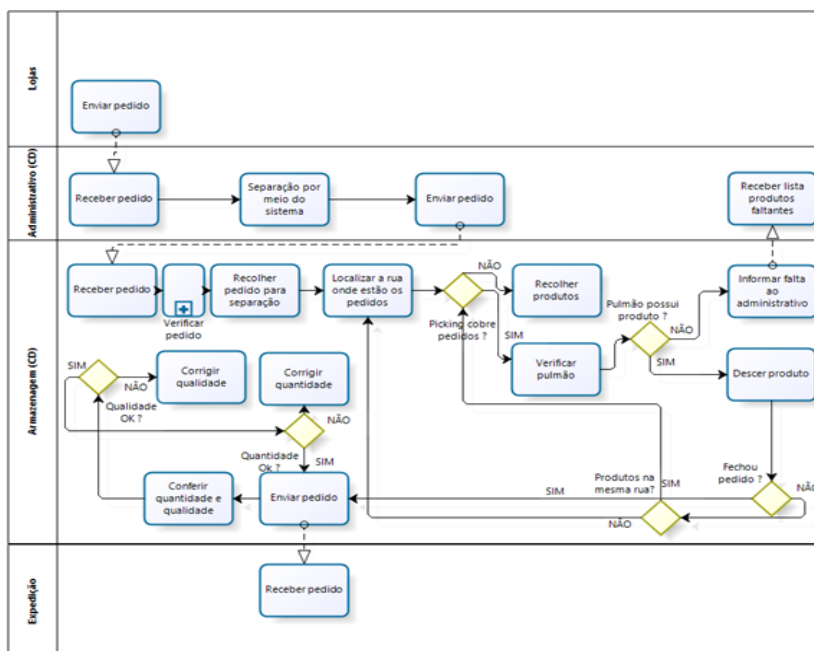 Lojas
Enviar pedido
Administrativo (CD)
Receber pedido
Separação por
meio do
sistema
Enviar pedido
Receber lista
produtos
faltantes
Armazenagem (CD)
Receber pedido
Verificar
pedido
Recolher
pedido para
separação
Localizar a rua
onde estão os
pedidos
NÃO
Picking cobre
pedidos ?
SIM
Recolher
produtos
Verificar
pulmão
Pulmão possui
produto ?
NÃO
SIM
Informar falta
ao
administrativo
Descer produto
SIM
NÃO
Qualidade
OK ?
Corrigir
qualidade
Corrigir
quantidade
NÃO
Quantidade
Ok ?
SIM
Conferir
quantidade e
qualidade
Enviar pedido
SIM
Produtos na
mesma rua?
SIM
NÃO
Fechou
pedido ?
NÃO
Expedição
Receber pedido